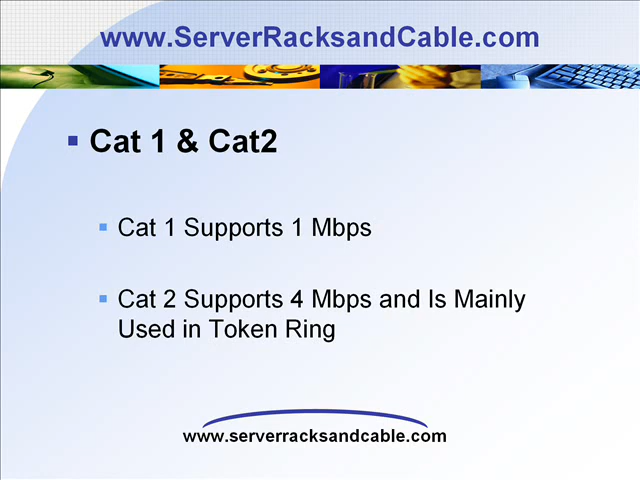 www.ServerRacksandCable.com
Cat 1 & Cat2
Cat 1 Supports 1 Mbps
Cat 2 Supports 4 Mbps and Is Mainly
Used in Token Ring
www.serverracksandcable.com